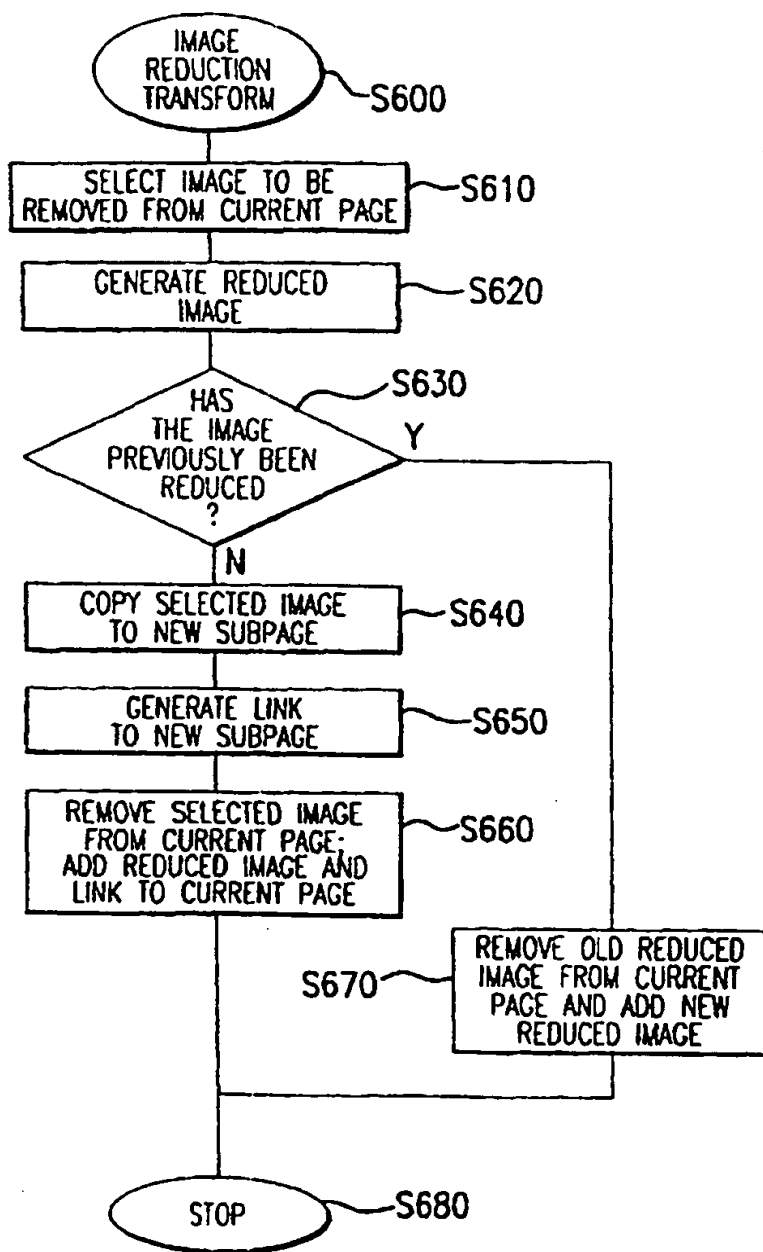 IMAGE
REDUCTION
TRANSFORM
S600
SELECT IMAGE TO BE
REMOVED FROM CURRENT PAGE
S610
GENERATE REDUCED
IMAGE
S620
HAS
THE IMAGE
PREVIOUSLY BEEN
REDUCED
?
S630
Y
N
COPY SELECTED IMAGE
TO NEW SUBPAGE
S640
GENERATE LINK
TO NEW SUBPAGE
S650
REMOVE SELECTED IMAGE
FROM CURRENT PAGE;
ADD REDUCED IMAGE AND
LINK TO CURRENT PAGE
S660
REMOVE OLD REDUCED
IMAGE FROM CURRENT
PAGE AND ADD NEW
REDUCED IMAGE
S670
STOP
S680